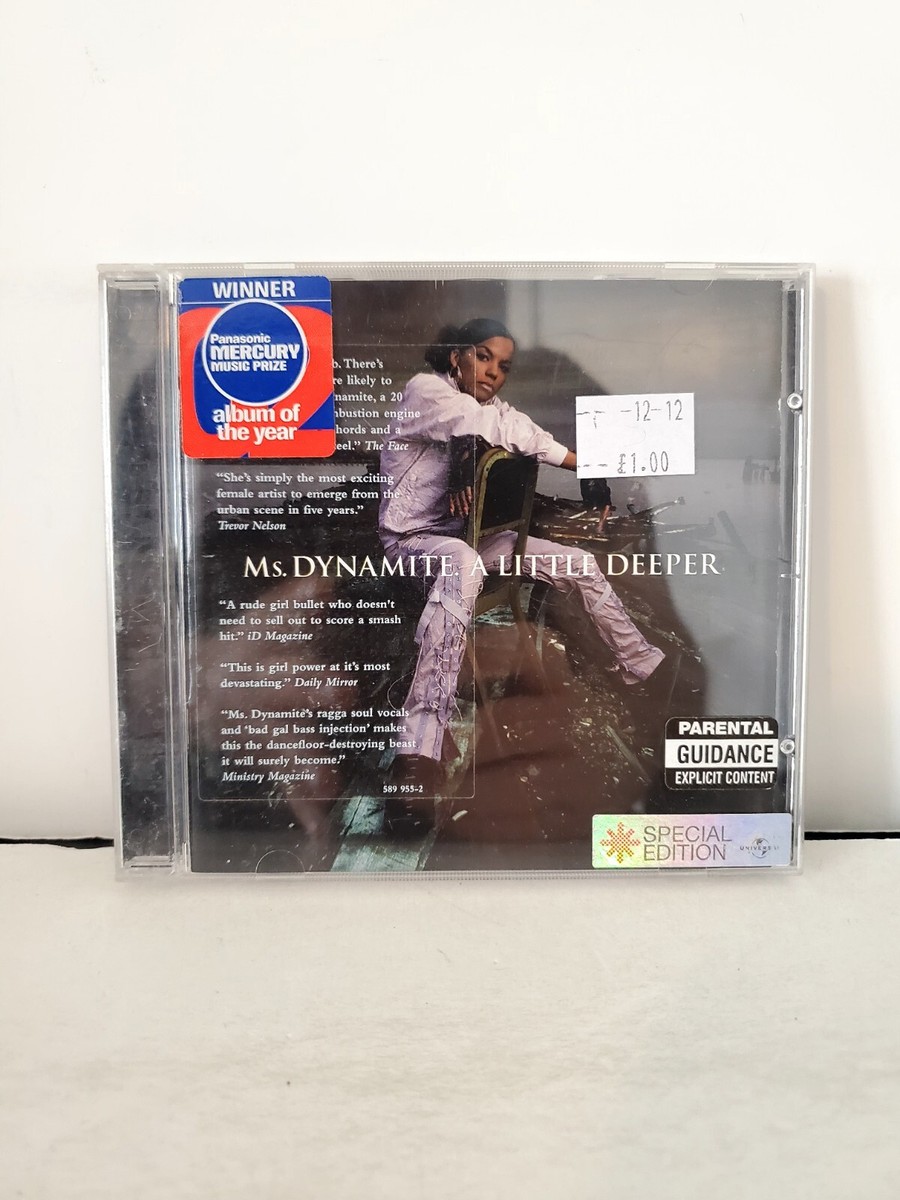 WINNER
Panasonic
MERCURY
MUSIC PRIZE
album of
the year
There's
likely to
20
engine
and a
The Face
"She's simply the most exciting
female artist to emerge from the
urban scene in five years."
Trevor Nelson
-12-12
£1.00
Ms. DYNAMITE. A LITTLE DEEPER
"A rude girl bullet who doesn't
need to sell out to score a smash
hit." iD Magazine
"This is girl power at it's most
devastating." Daily Mirror
"Ms. Dynamite's ragga soul vocals
and 'bad gal bass injection' makes
this the dancefloor-destroying beast
it will surely become."
Ministry Magazine
589 955-2
PARENTAL
GUIDANCE
EXPLICIT CONTENT
SPECIAL
EDITION
UNIVERSAL